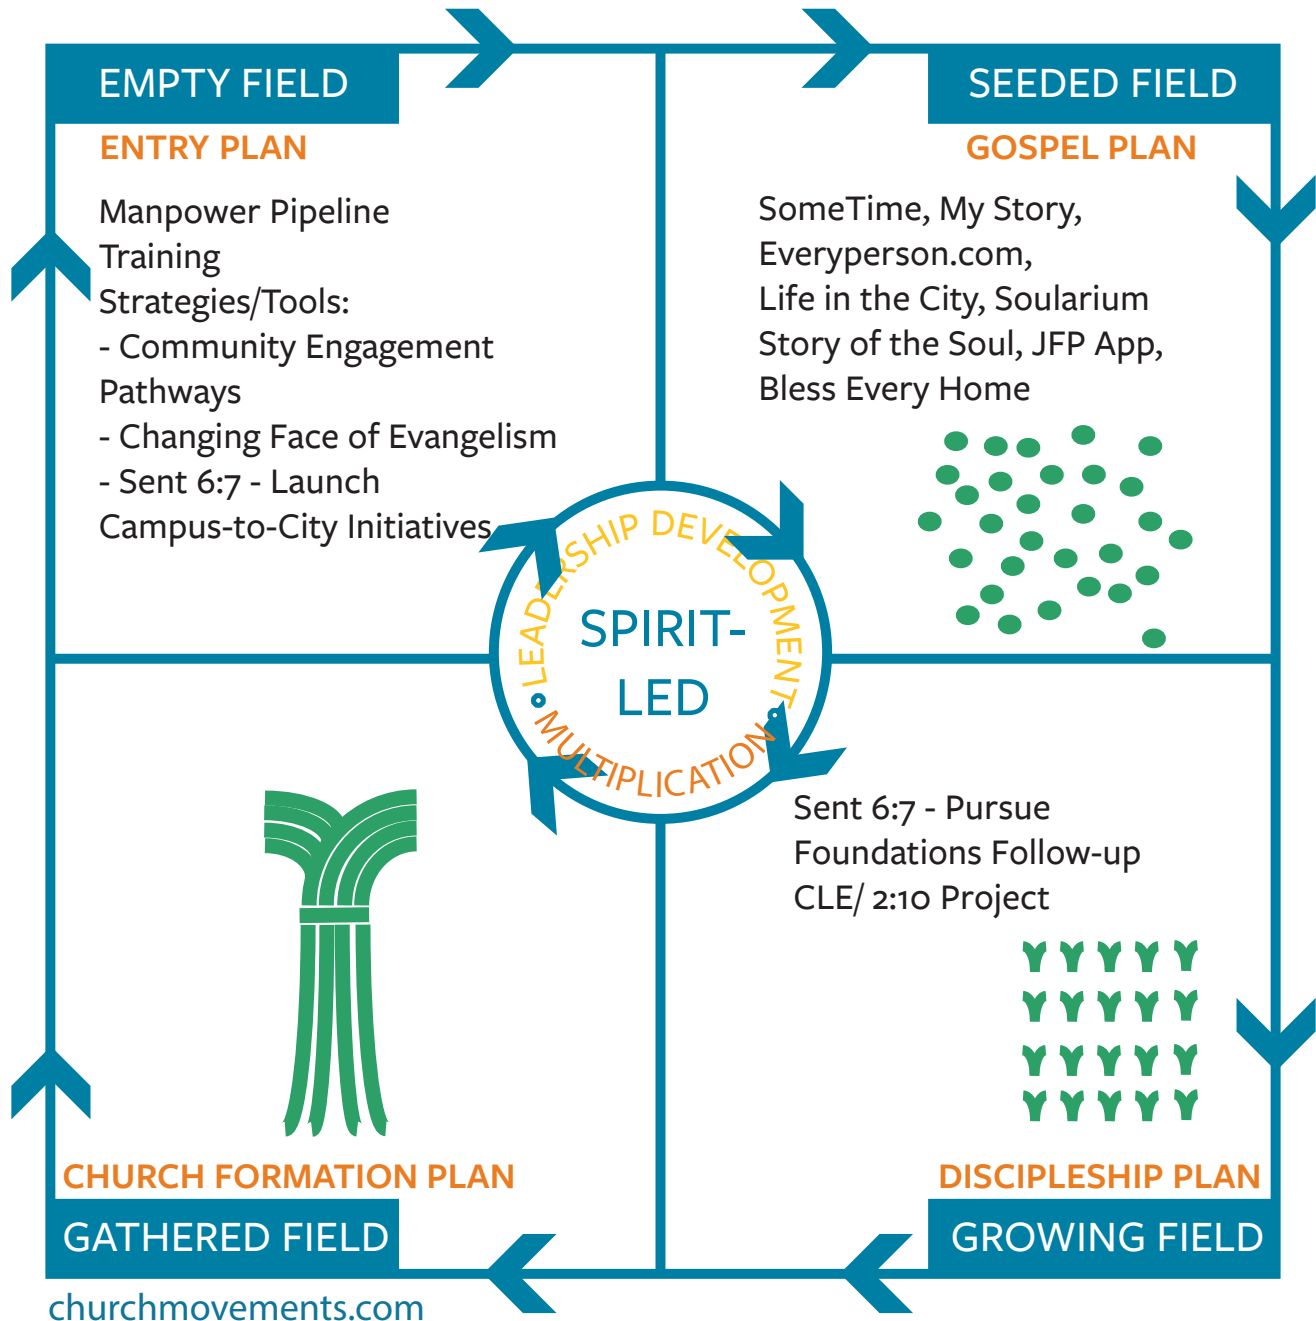 EMPTY FIELD
ENTRY PLAN
Manpower Pipeline
Training
Strategies/Tools:
- Community Engagement
Pathways
- Changing Face of Evangelism
- Sent 6:7 - Launch
Campus-to-City Initiatives
SEEDED FIELD
GOSPEL PLAN
SomeTime, My Story,
Everyperson.com,
Life in the City, Soularium
Story of the Soul, JFP App,
Bless Every Home
LEADERSHIP DEVELOPMENT
SPIRIT-
LED
MULTIPLICATION
Sent 6:7 - Pursue
Foundations Follow-up
CLE/ 2:10 Project
DISCIPLESHIP PLAN
GROWING FIELD
CHURCH FORMATION PLAN
GATHERED FIELD
churchmovements.com